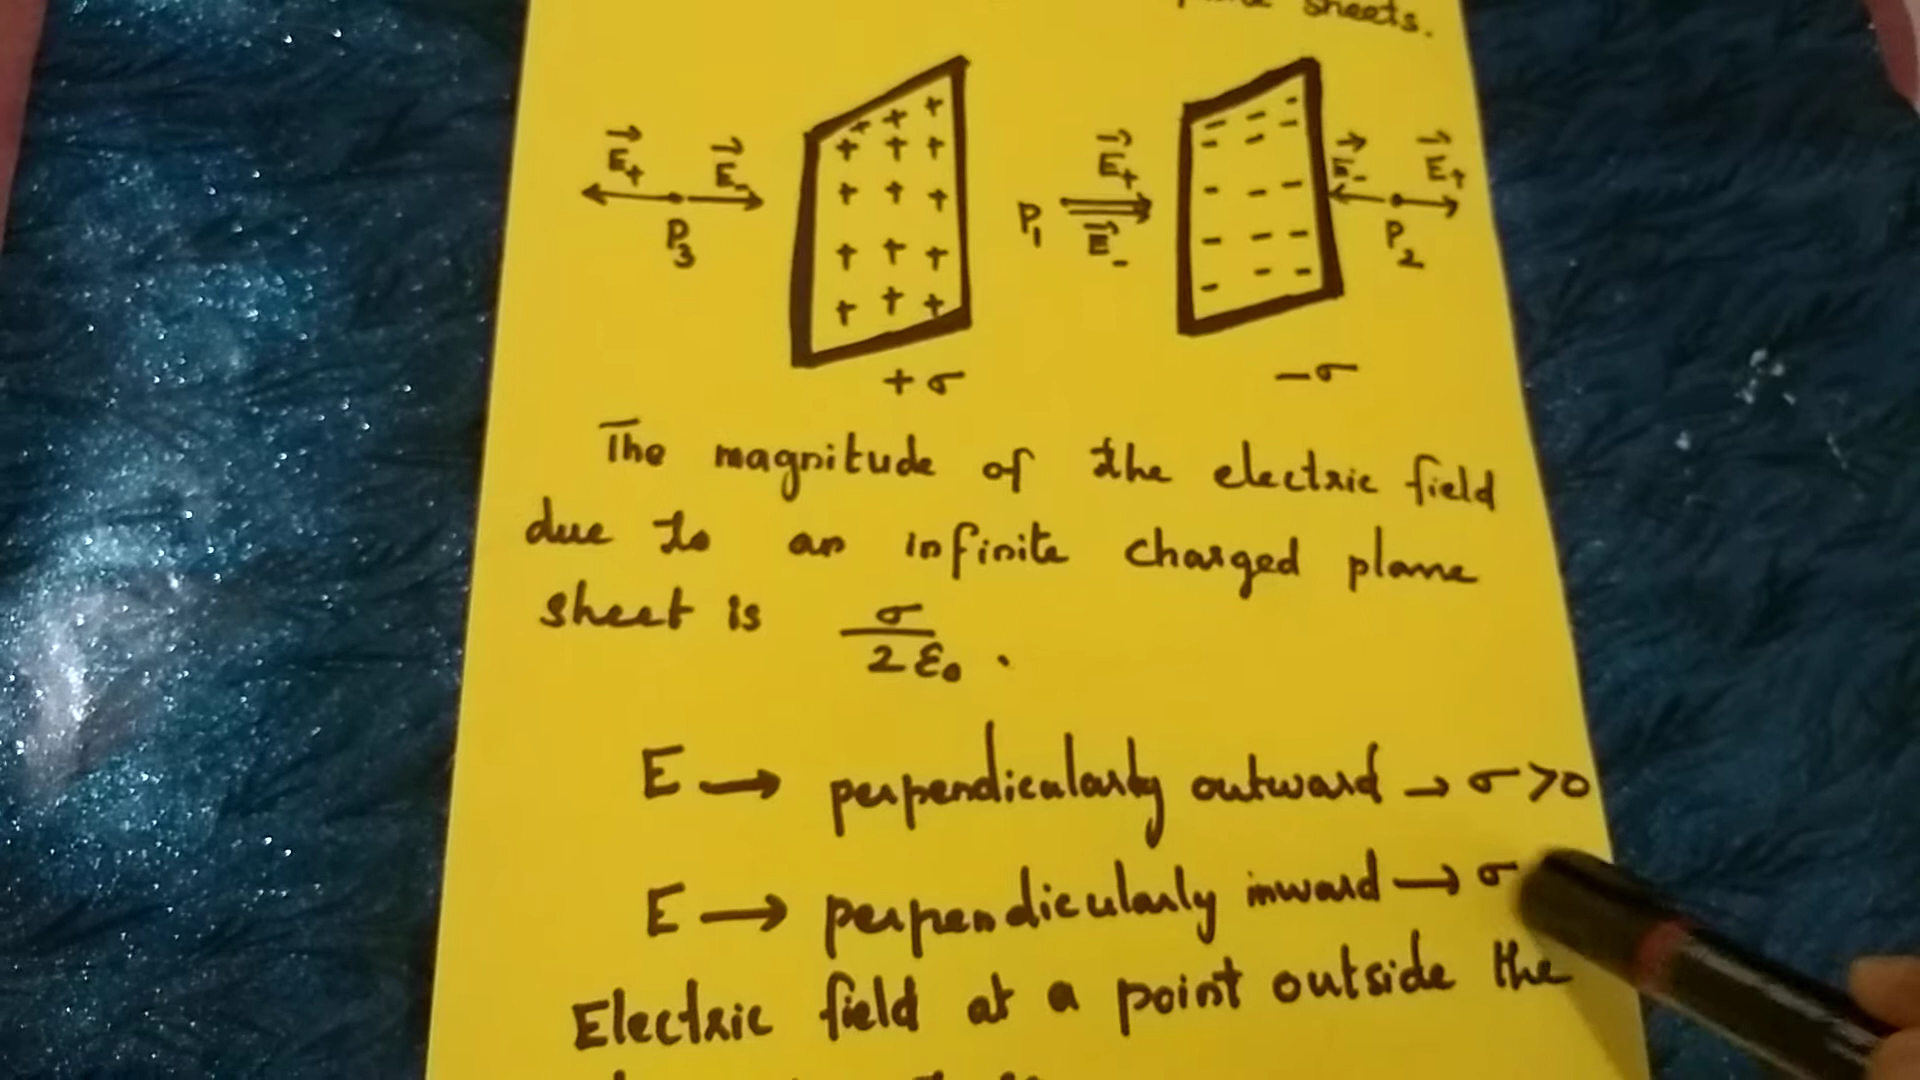 sheets.
E₊ E₋ E₊ E₋ E₊
P₃ P₁ E₋ P₂
+σ −σ
The magnitude of the electric field
due to an infinite charged plane
sheet is σ/2ε₀.
E → perpendicularly outward → σ>0
E → perpendicularly inward → σ
Electric field at a point outside the